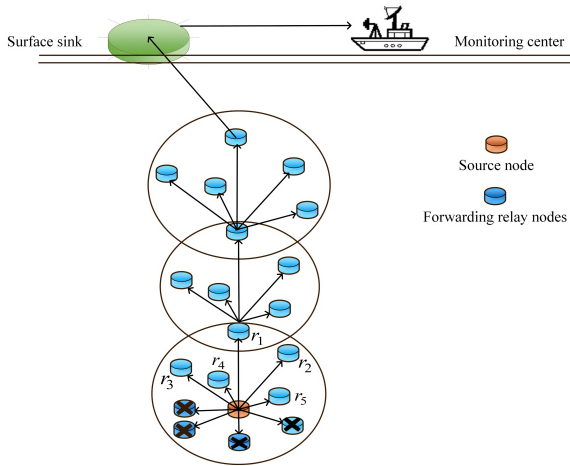 Surface sink
Monitoring center
Source node
Forwarding relay nodes
r1
r2
r4
r3
r5